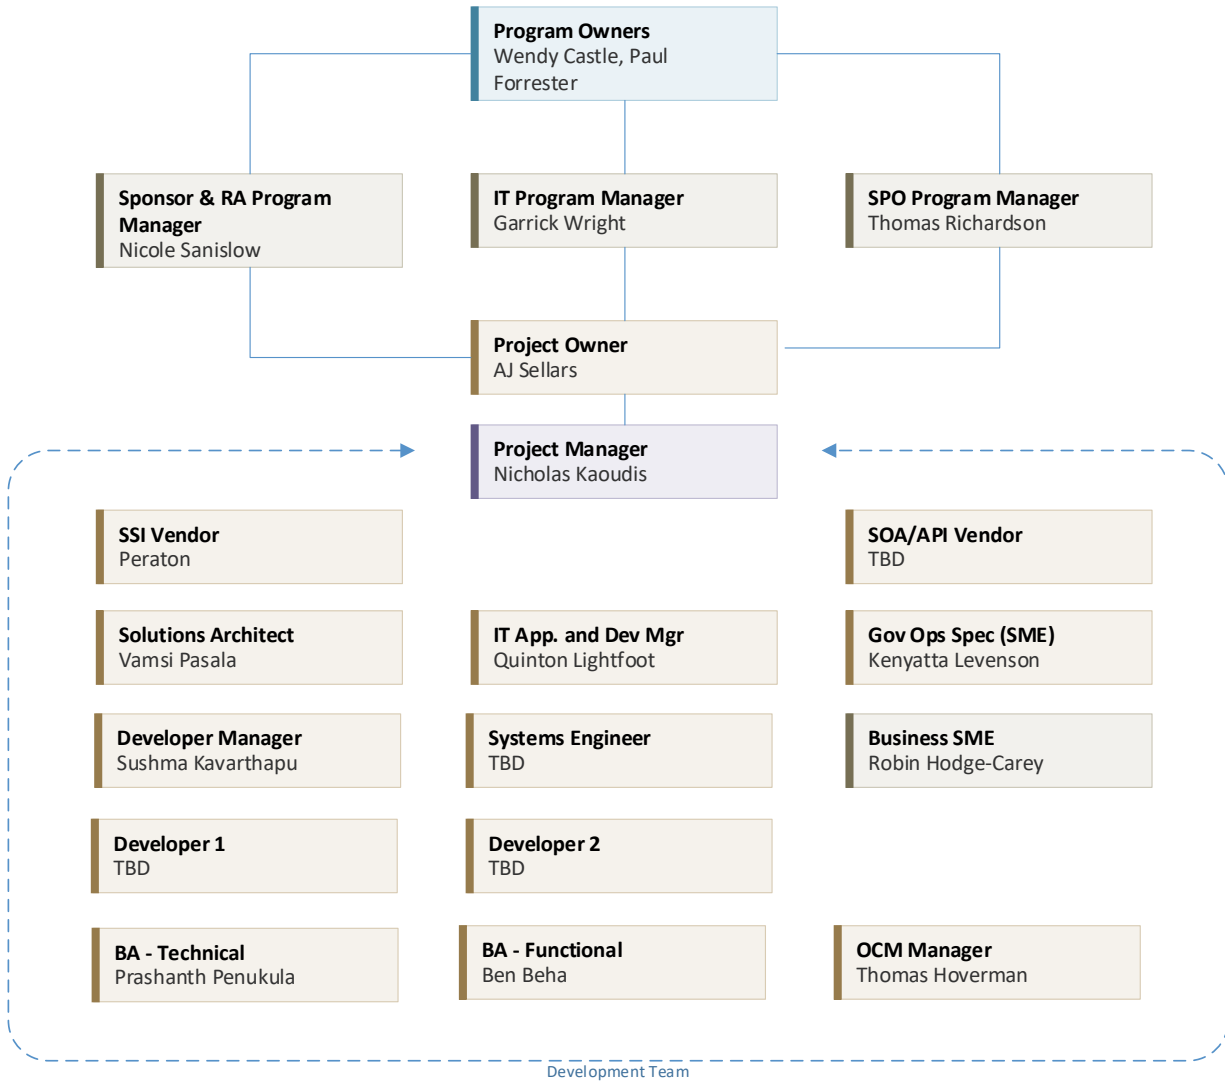 Program Owners
Wendy Castle, Paul
Forrester
Sponsor & RA Program
Manager
Nicole Sanislow
IT Program Manager
Garrick Wright
SPO Program Manager
Thomas Richardson
Project Owner
AJ Sellars
Project Manager
Nicholas Kaoudis
SSI Vendor
Peraton
SOA/API Vendor
TBD
Solutions Architect
Vamsi Pasala
IT App. and Dev Mgr
Quinton Lightfoot
Gov Ops Spec (SME)
Kenyatta Levenson
Developer Manager
Sushma Kavarthapu
Systems Engineer
TBD
Business SME
Robin Hodge-Carey
Developer 1
TBD
Developer 2
TBD
BA - Technical
Prashanth Penukula
BA - Functional
Ben Beha
OCM Manager
Thomas Hoverman
Development Team